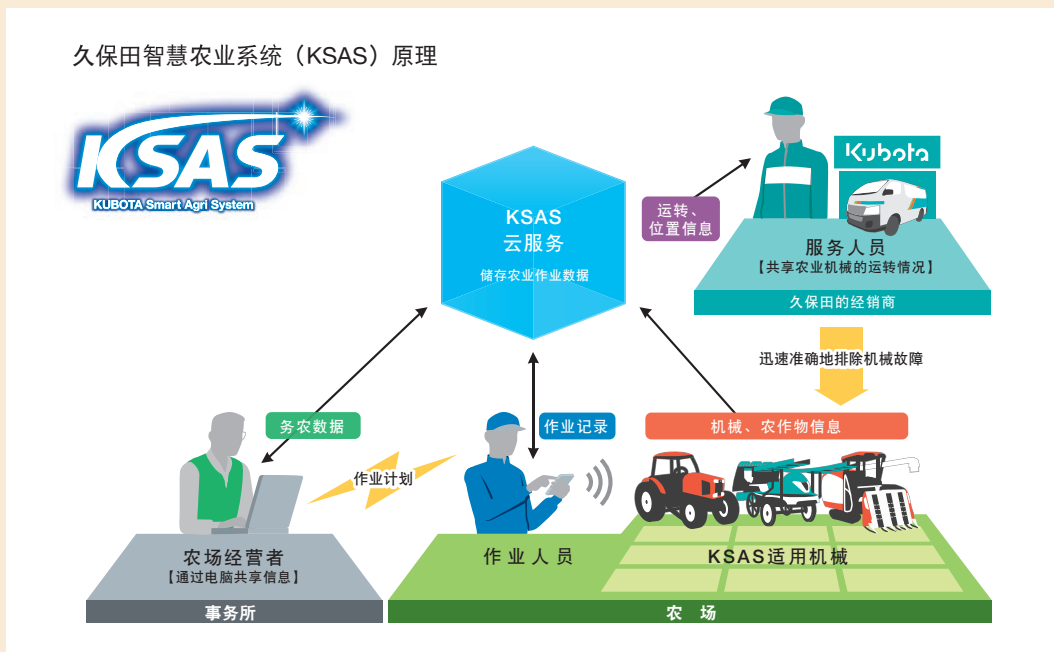 久保田智慧农业系统（KSAS）原理
KSAS
KUBOTA Smart Agri System
KSAS
云服务
储存农业作业数据
运转、
位置信息
Kubota
服务人员
【共享农业机械的运转情况】
久保田的经销商
迅速准确地排除机械故障
务农数据
作业记录
机械、农作物信息
作业计划
农场经营者
【通过电脑共享信息】
事务所
作业人员
KSAS适用机械
农 场